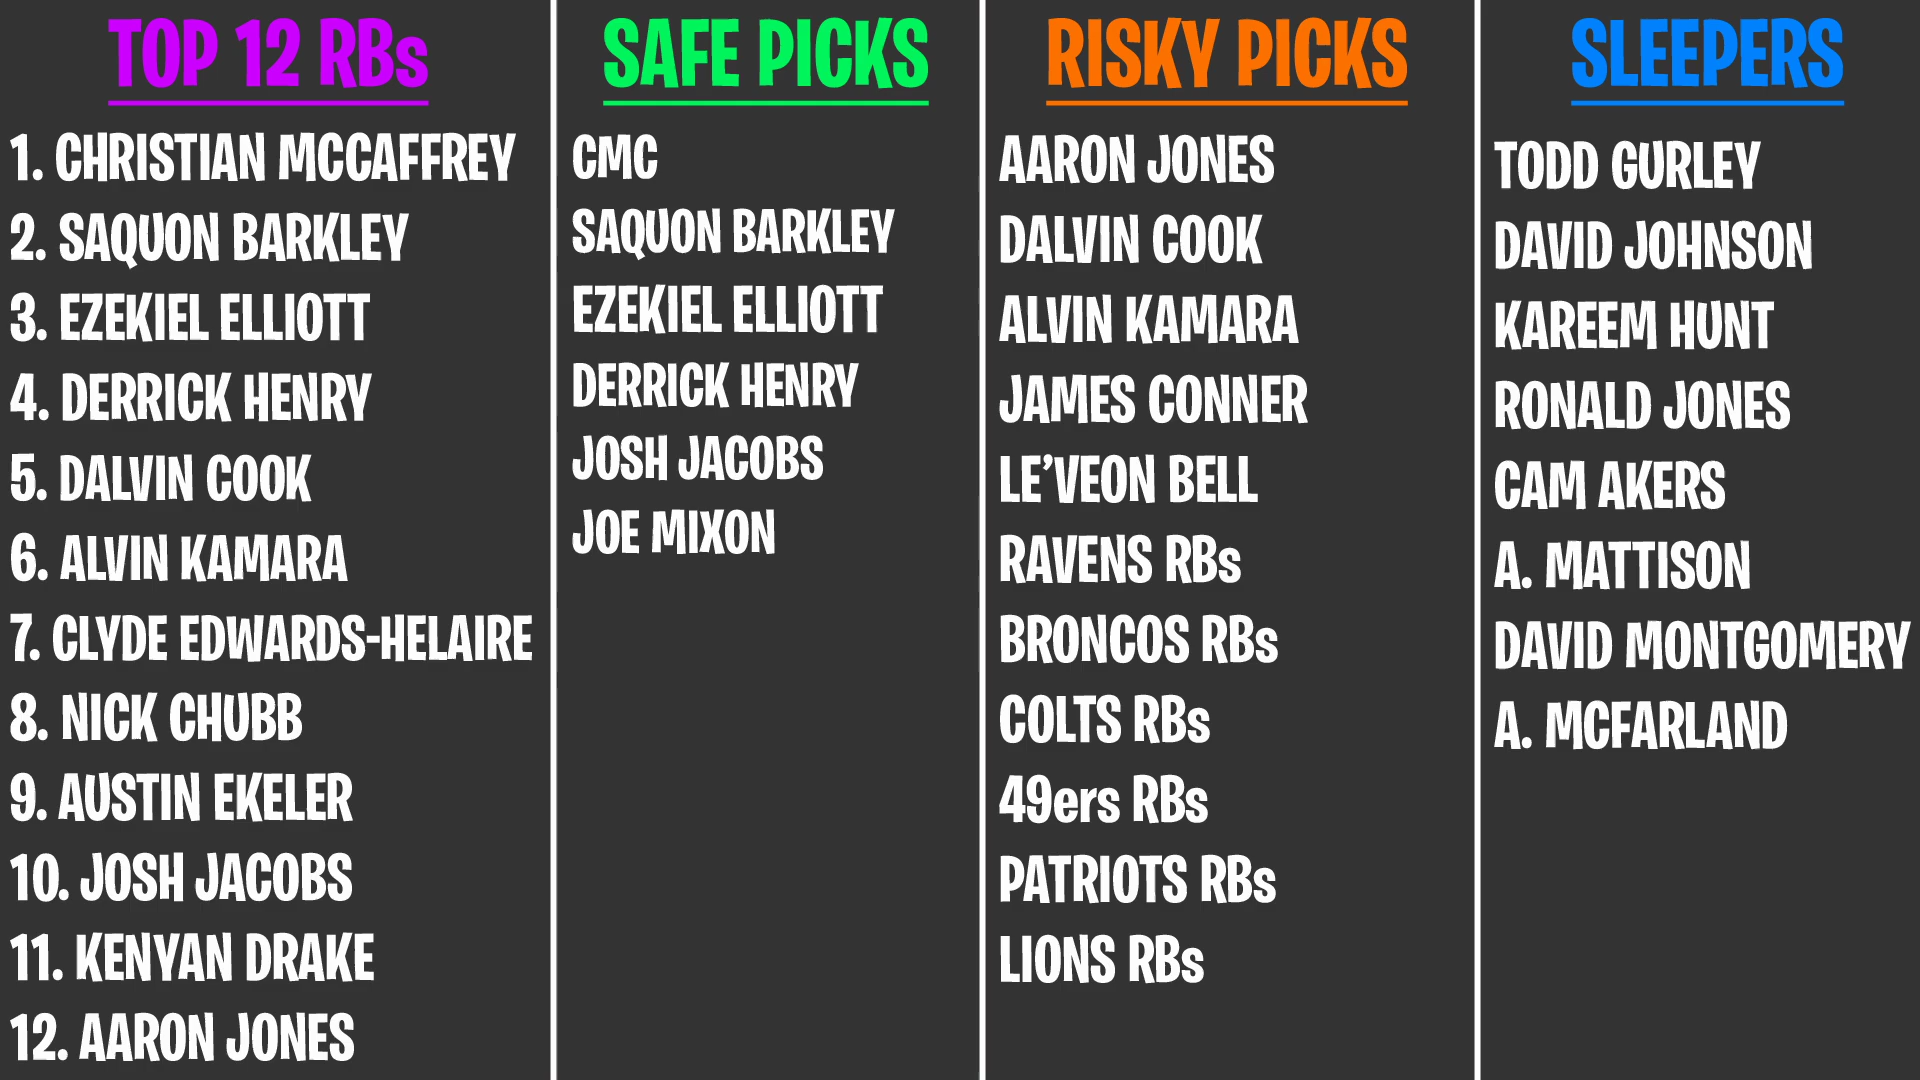 TOP 12 RBs
1. CHRISTIAN MCCAFFREY
2. SAQUON BARKLEY
3. EZEKIEL ELLIOTT
4. DERRICK HENRY
5. DALVIN COOK
6. ALVIN KAMARA
7. CLYDE EDWARDS-HELAIRE
8. NICK CHUBB
9. AUSTIN EKELER
10. JOSH JACOBS
11. KENYAN DRAKE
12. AARON JONES
SAFE PICKS
CMC
SAQUON BARKLEY
EZEKIEL ELLIOTT
DERRICK HENRY
JOSH JACOBS
JOE MIXON
RISKY PICKS
AARON JONES
DALVIN COOK
ALVIN KAMARA
JAMES CONNER
LE'VEON BELL
RAVENS RBs
BRONCOS RBs
COLTS RBs
49ers RBs
PATRIOTS RBs
LIONS RBs
SLEEPERS
TODD GURLEY
DAVID JOHNSON
KAREEM HUNT
RONALD JONES
CAM AKERS
A. MATTISON
DAVID MONTGOMERY
A. MCFARLAND